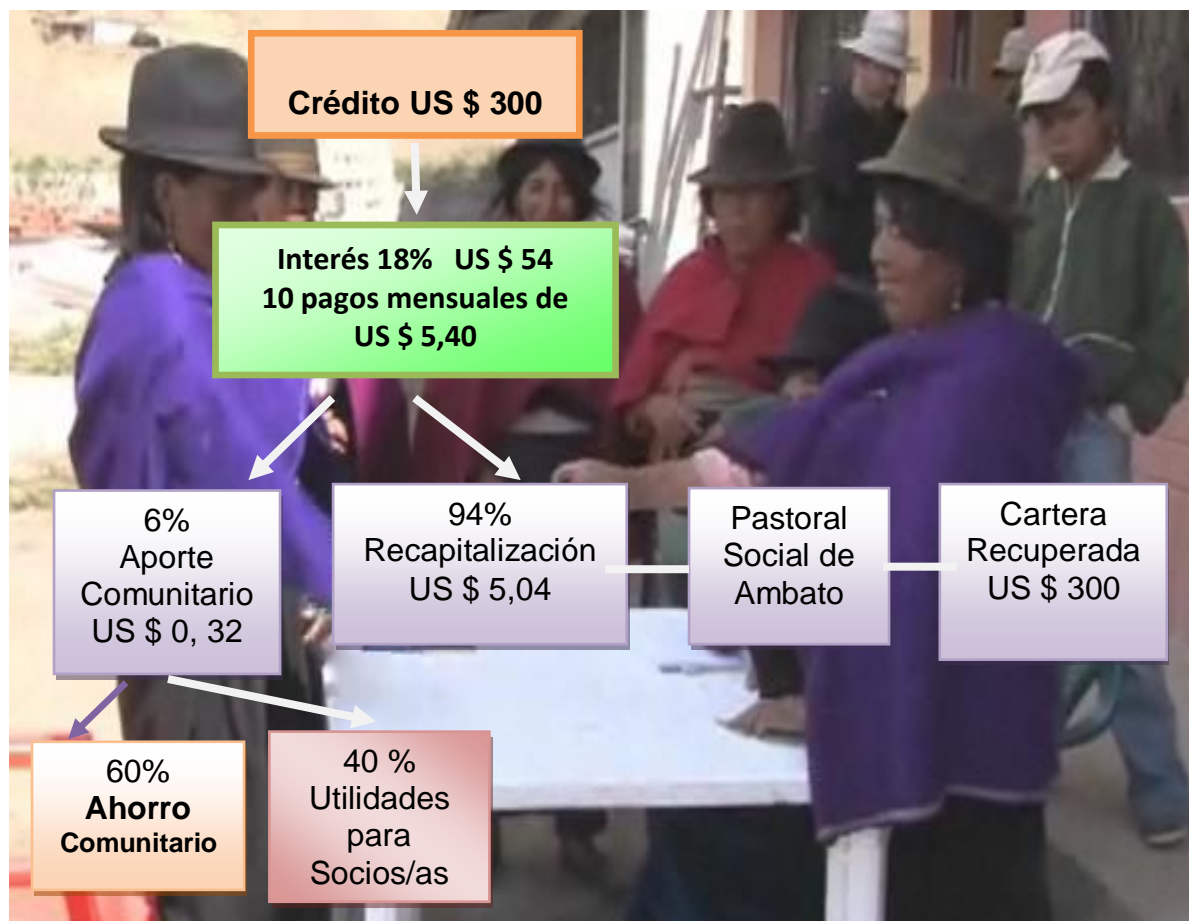 Crédito US $ 300
Interés 18% US $ 54
10 pagos mensuales de
US $ 5,40
6%
Aporte
Comunitario
US $ 0, 32
94%
Recapitalización
US $ 5,04
Pastoral
Social de
Ambato
Cartera
Recuperada
US $ 300
60%
Ahorro
Comunitario
40 %
Utilidades
para
Socios/as